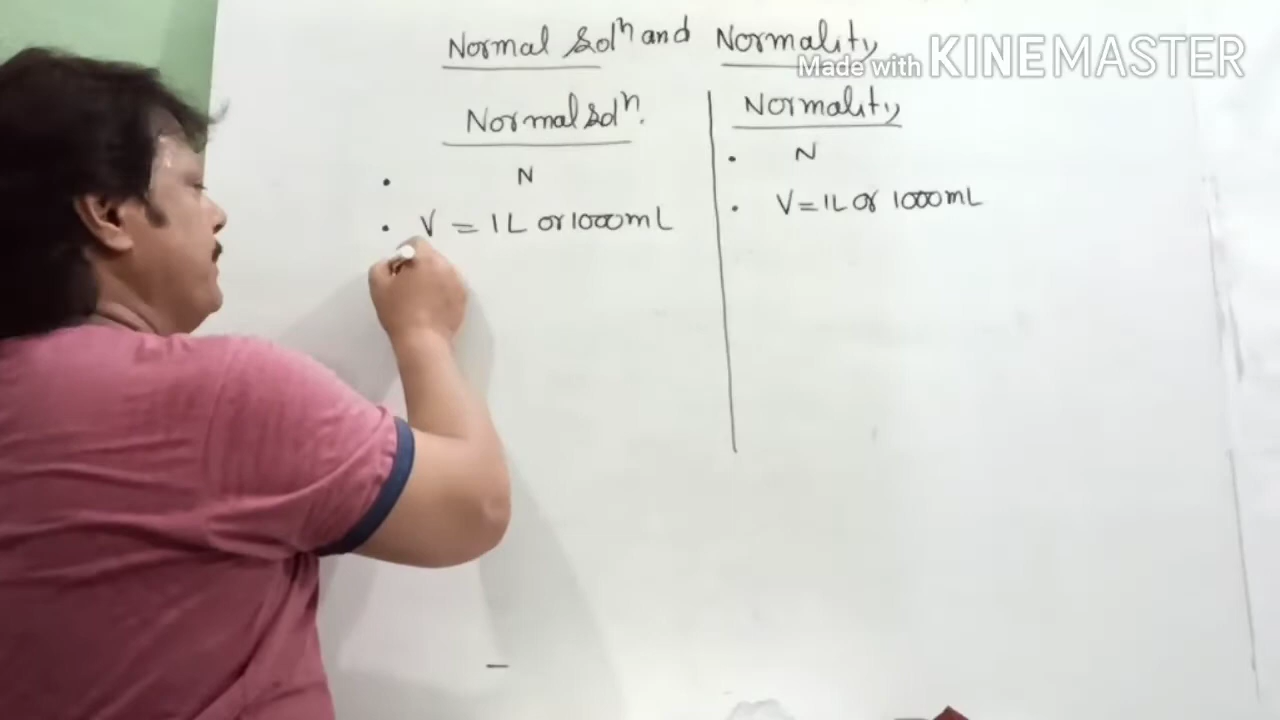 Normal Solⁿ and Normality
Made with KINEMASTER
Normal Solⁿ.
• N
• V = 1L or 1000mL
Normality
• N
• V = 1L or 1000mL